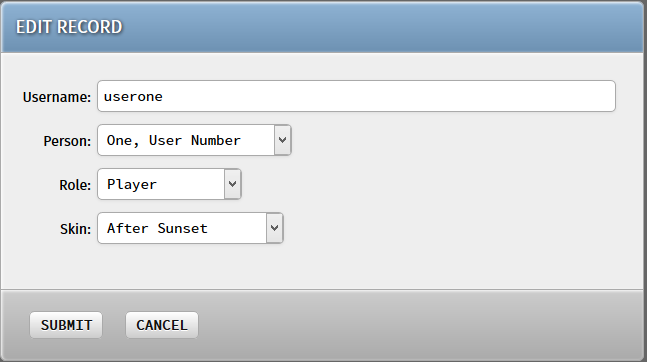 EDIT RECORD
Username: userone
Person: One, User Number
Role: Player
Skin: After Sunset
SUBMIT CANCEL